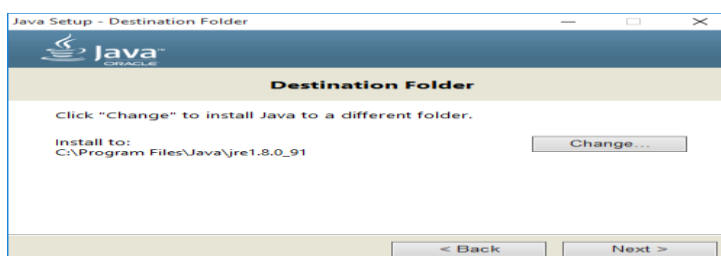 Java Setup - Destination Folder
Java
ORACLE
Destination Folder
Click "Change" to install Java to a different folder.
Install to:
C:\Program Files\Java\jre1.8.0_91
Change...
< Back
Next >